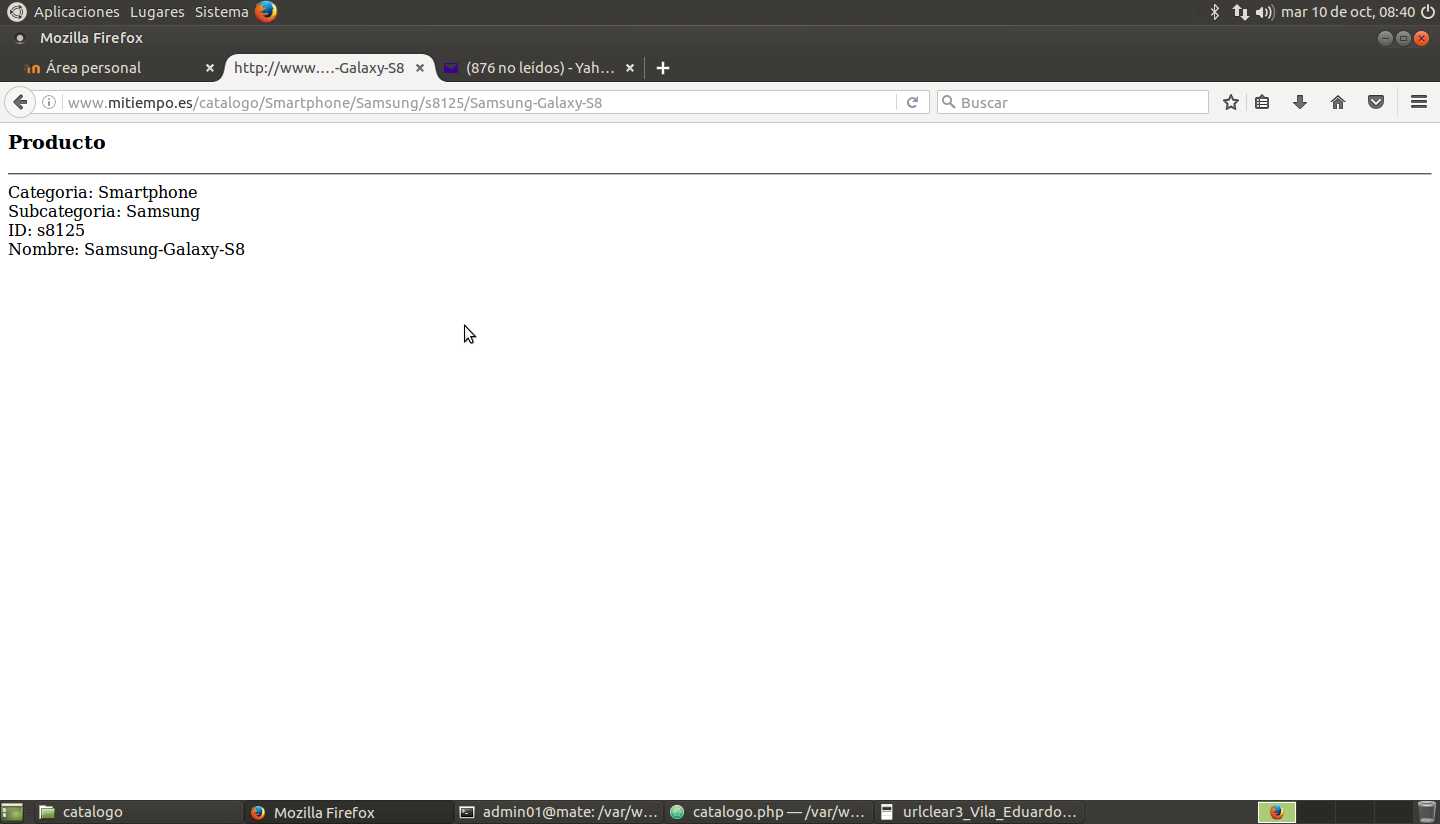 Aplicaciones Lugares Sistema
mar 10 de oct, 08:40
Mozilla Firefox
Área personal
http://www....-Galaxy-S8
(876 no leídos) - Yah...
www.mitiempo.es/catalogo/Smartphone/Samsung/s8125/Samsung-Galaxy-S8
Buscar
Producto
Categoria: Smartphone
Subcategoria: Samsung
ID: s8125
Nombre: Samsung-Galaxy-S8
catalogo
Mozilla Firefox
admin01@mate: /var/w...
catalogo.php — /var/w...
urlclear3_Vila_Eduardo...